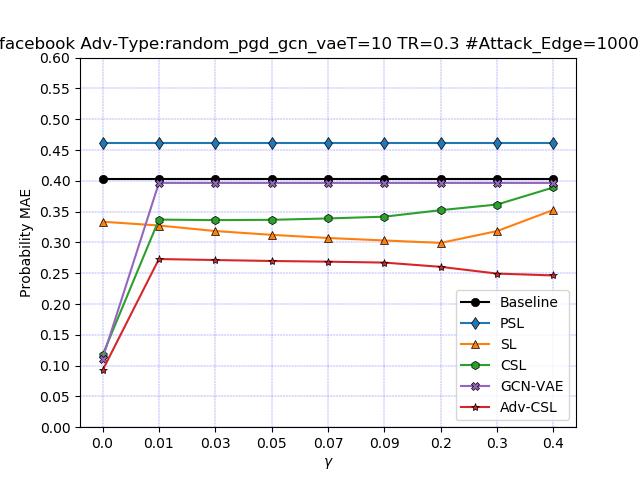 facebook Adv-Type:random_pgd_gcn_vaeT=10 TR=0.3 #Attack_Edge=1000
Probability MAE
0.60
0.55
0.50
0.45
0.40
0.35
0.30
0.25
0.20
0.15
0.10
0.05
0.00
Baseline
PSL
SL
CSL
GCN-VAE
Adv-CSL
0.0 0.01 0.03 0.05 0.07 0.09 0.2 0.3 0.4
γ